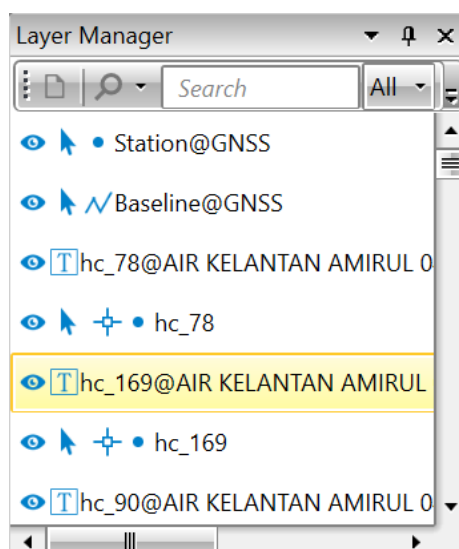 Layer Manager
Search
All
Station@GNSS
Baseline@GNSS
T hc_78@AIR KELANTAN AMIRUL 0
hc_78
T hc_169@AIR KELANTAN AMIRUL
hc_169
T hc_90@AIR KELANTAN AMIRUL 0